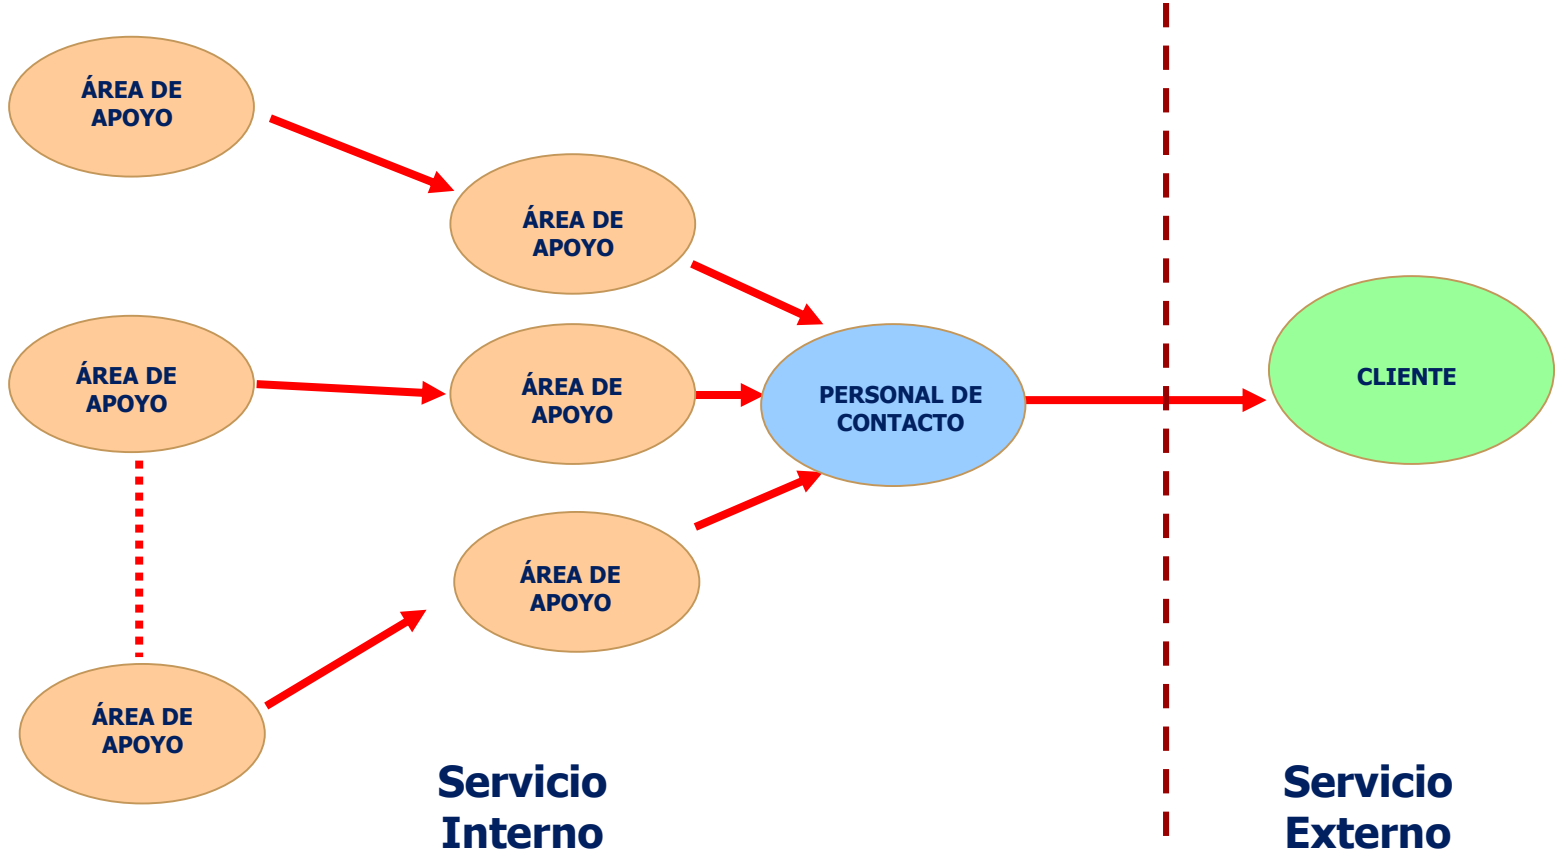 ÁREA DE
APOYO
ÁREA DE
APOYO
ÁREA DE
APOYO
ÁREA DE
APOYO
PERSONAL DE
CONTACTO
CLIENTE
ÁREA DE
APOYO
ÁREA DE
APOYO
Servicio
Interno
Servicio
Externo